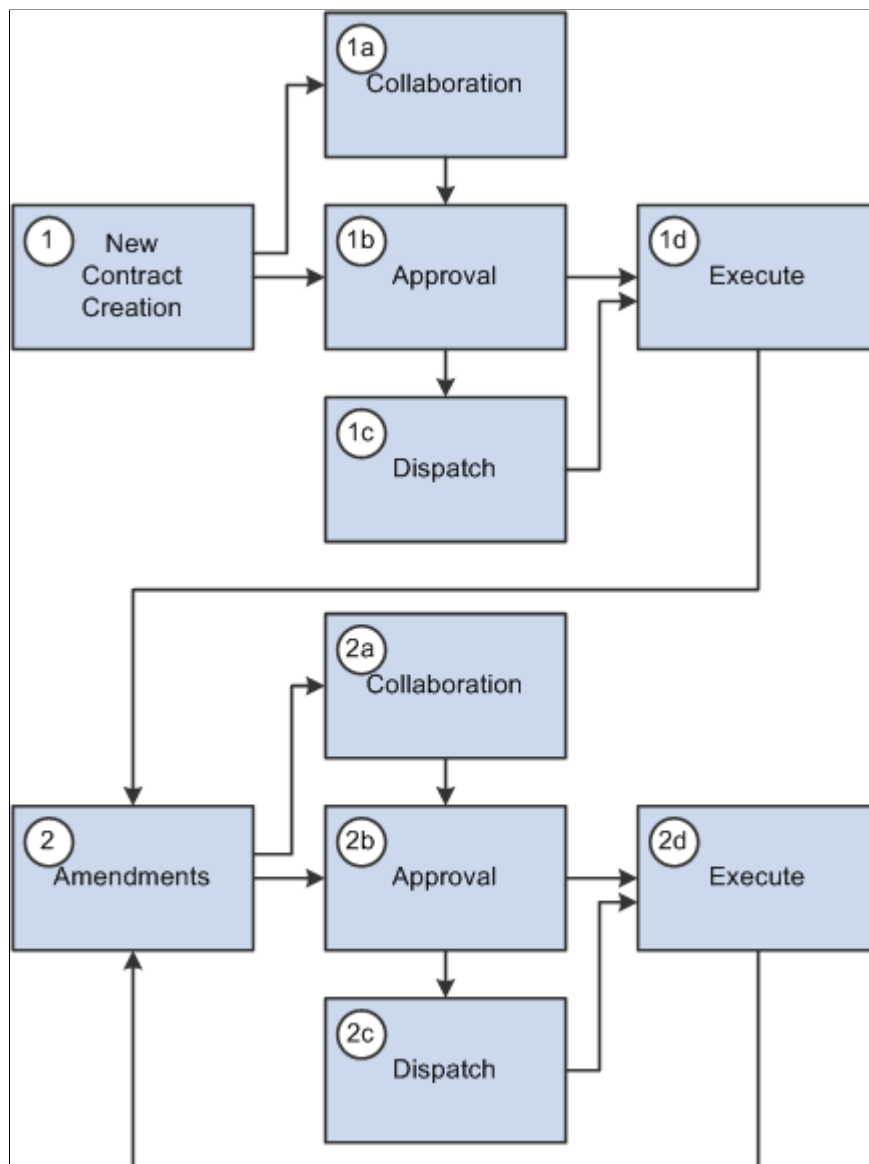 1a
Collaboration
1
New
Contract
Creation
1b
Approval
1d
Execute
1c
Dispatch
2a
Collaboration
2
Amendments
2b
Approval
2d
Execute
2c
Dispatch